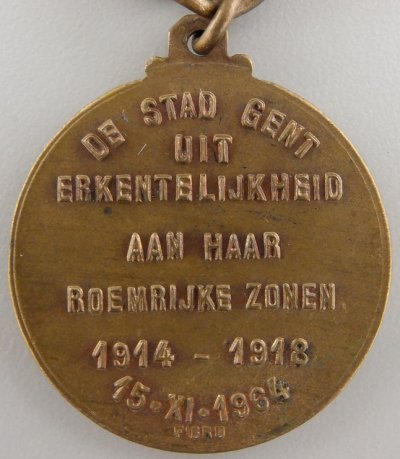 DE STAD GENT
UIT
ERKENTELIJKHEID
AAN HAAR
ROEMRIJKE ZONEN
1914 - 1918
15·XI·1964